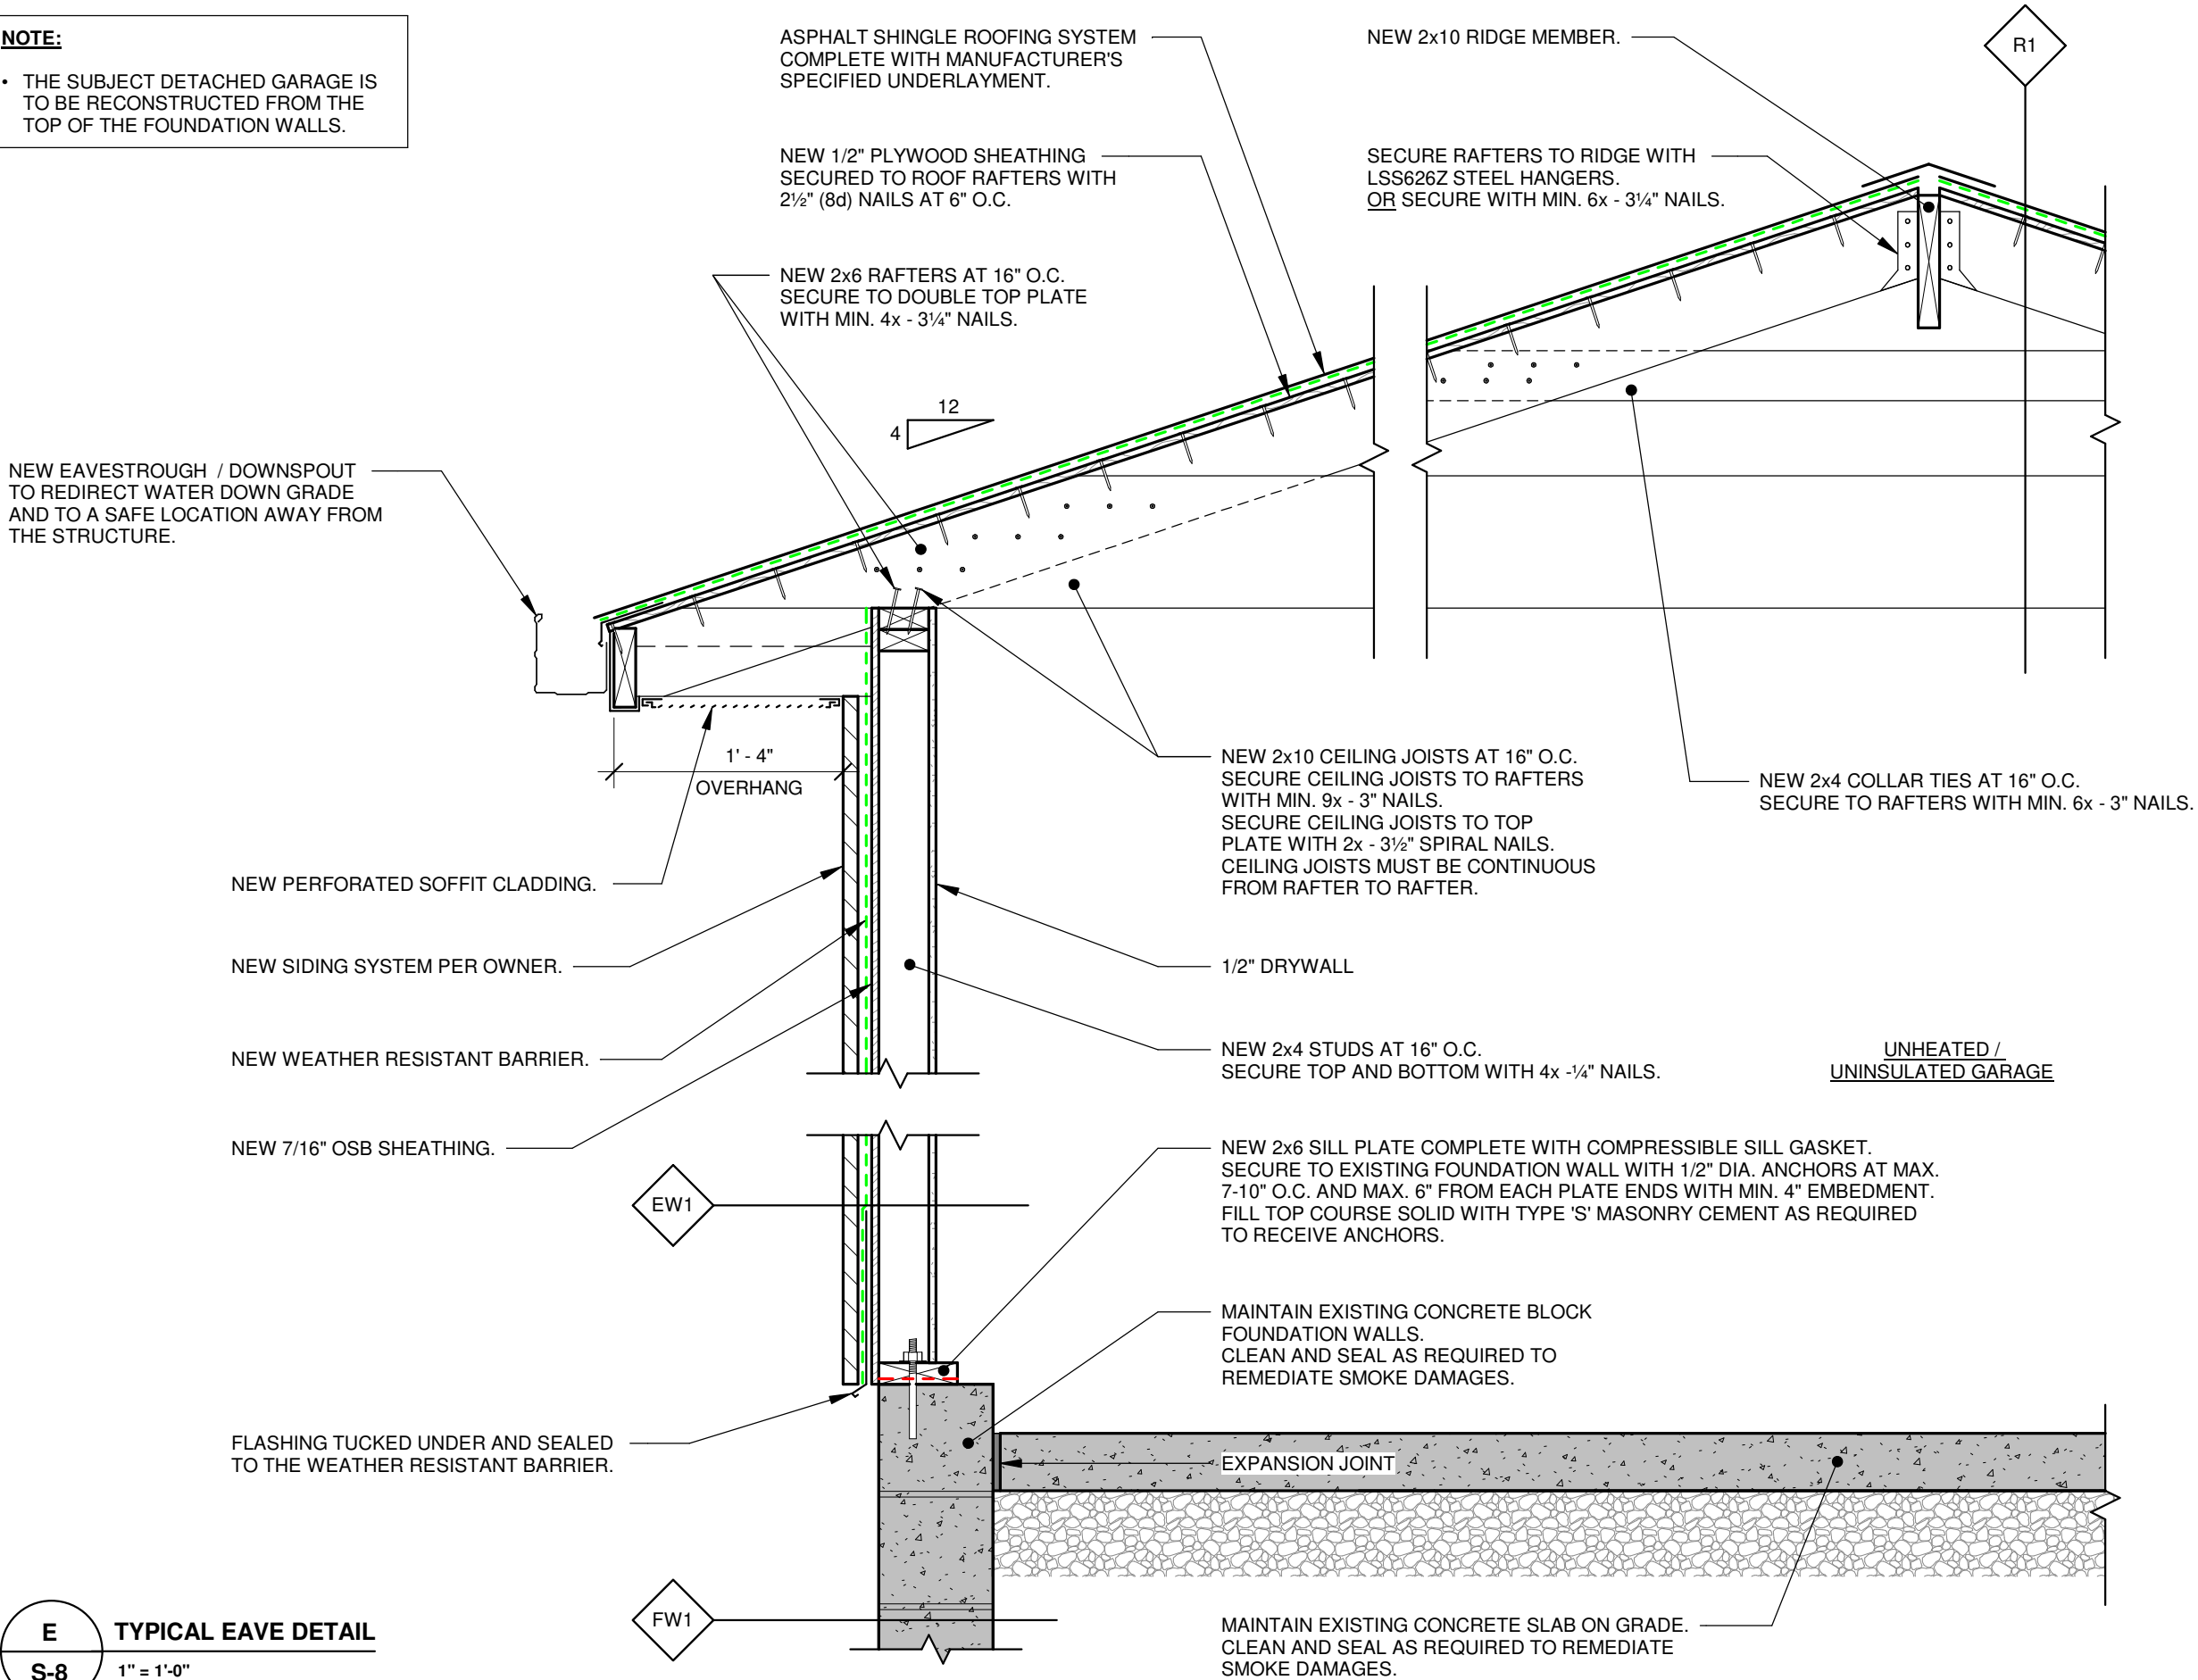 NOTE:
• THE SUBJECT DETACHED GARAGE IS
TO BE RECONSTRUCTED FROM THE
TOP OF THE FOUNDATION WALLS.
ASPHALT SHINGLE ROOFING SYSTEM
COMPLETE WITH MANUFACTURER'S
SPECIFIED UNDERLAYMENT.
NEW 2x10 RIDGE MEMBER.
R1
NEW 1/2" PLYWOOD SHEATHING
SECURED TO ROOF RAFTERS WITH
2½" (8d) NAILS AT 6" O.C.
SECURE RAFTERS TO RIDGE WITH
LSS626Z STEEL HANGERS.
OR SECURE WITH MIN. 6x - 3¼" NAILS.
NEW 2x6 RAFTERS AT 16" O.C.
SECURE TO DOUBLE TOP PLATE
WITH MIN. 4x - 3¼" NAILS.
12
4
NEW EAVESTROUGH / DOWNSPOUT
TO REDIRECT WATER DOWN GRADE
AND TO A SAFE LOCATION AWAY FROM
THE STRUCTURE.
1' - 4"
OVERHANG
NEW 2x10 CEILING JOISTS AT 16" O.C.
SECURE CEILING JOISTS TO RAFTERS
WITH MIN. 9x - 3" NAILS.
SECURE CEILING JOISTS TO TOP
PLATE WITH 2x - 3½" SPIRAL NAILS.
CEILING JOISTS MUST BE CONTINUOUS
FROM RAFTER TO RAFTER.
NEW 2x4 COLLAR TIES AT 16" O.C.
SECURE TO RAFTERS WITH MIN. 6x - 3" NAILS.
NEW PERFORATED SOFFIT CLADDING.
NEW SIDING SYSTEM PER OWNER.
1/2" DRYWALL
NEW WEATHER RESISTANT BARRIER.
NEW 2x4 STUDS AT 16" O.C.
SECURE TOP AND BOTTOM WITH 4x -¼" NAILS.
UNHEATED /
UNINSULATED GARAGE
NEW 7/16" OSB SHEATHING.
NEW 2x6 SILL PLATE COMPLETE WITH COMPRESSIBLE SILL GASKET.
SECURE TO EXISTING FOUNDATION WALL WITH 1/2" DIA. ANCHORS AT MAX.
7-10" O.C. AND MAX. 6" FROM EACH PLATE ENDS WITH MIN. 4" EMBEDMENT.
FILL TOP COURSE SOLID WITH TYPE 'S' MASONRY CEMENT AS REQUIRED
TO RECEIVE ANCHORS.
EW1
MAINTAIN EXISTING CONCRETE BLOCK
FOUNDATION WALLS.
CLEAN AND SEAL AS REQUIRED TO
REMEDIATE SMOKE DAMAGES.
FLASHING TUCKED UNDER AND SEALED
TO THE WEATHER RESISTANT BARRIER.
EXPANSION JOINT
FW1
MAINTAIN EXISTING CONCRETE SLAB ON GRADE.
CLEAN AND SEAL AS REQUIRED TO REMEDIATE
SMOKE DAMAGES.
E
S-8
TYPICAL EAVE DETAIL
1" = 1'-0"